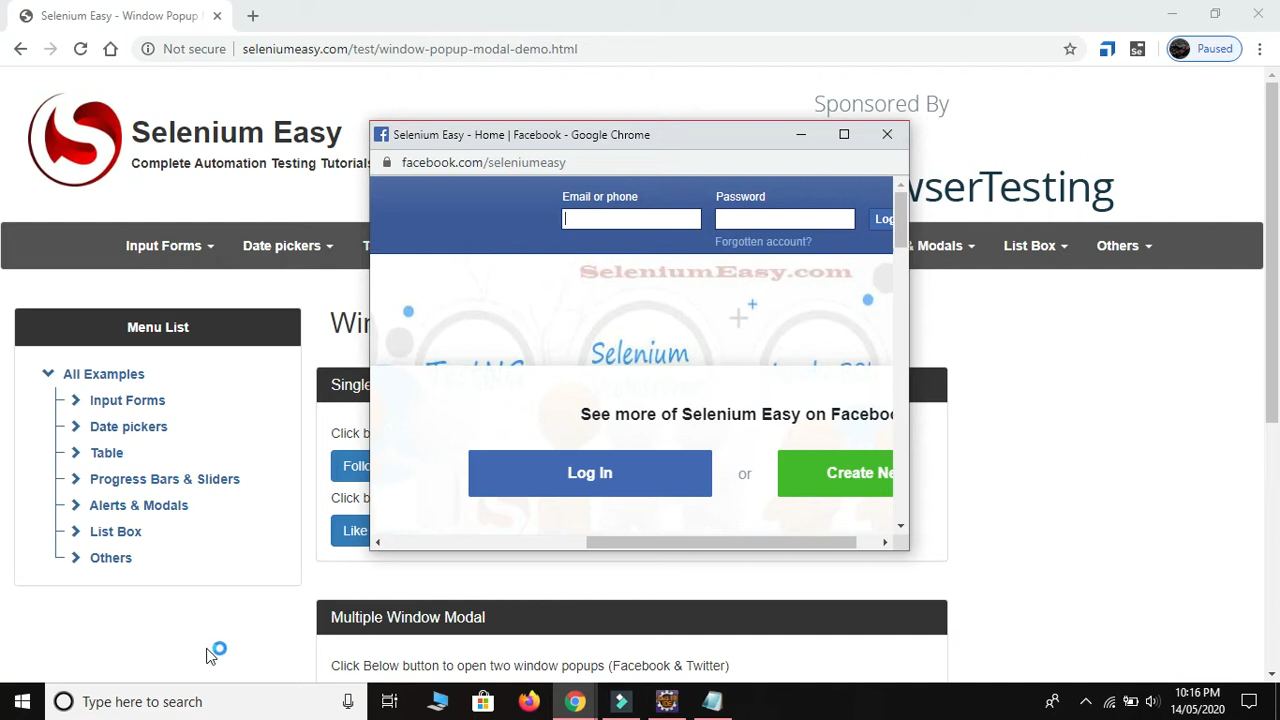 Selenium Easy - Window Popup
Not secure
seleniumeasy.com/test/window-popup-modal-demo.html
Se
Paused
Selenium Easy
Complete Automation Testing Tutorials
Sponsored By
wserTesting
Input Forms
Date pickers
T
& Modals
List Box
Others
Selenium Easy - Home | Facebook - Google Chrome
facebook.com/seleniumeasy
Email or phone
Password
Log
Forgotten account?
SeleniumEasy.com
TestNG
Selenium
See more of Selenium Easy on Faceboo
Log In
or
Create Ne
Menu List
All Examples
Input Forms
Date pickers
Table
Progress Bars & Sliders
Alerts & Modals
List Box
Others
Win
Single
Click b
Follo
Click b
Like
Multiple Window Modal
Click Below button to open two window popups (Facebook & Twitter)
Type here to search
10:16 PM
14/05/2020